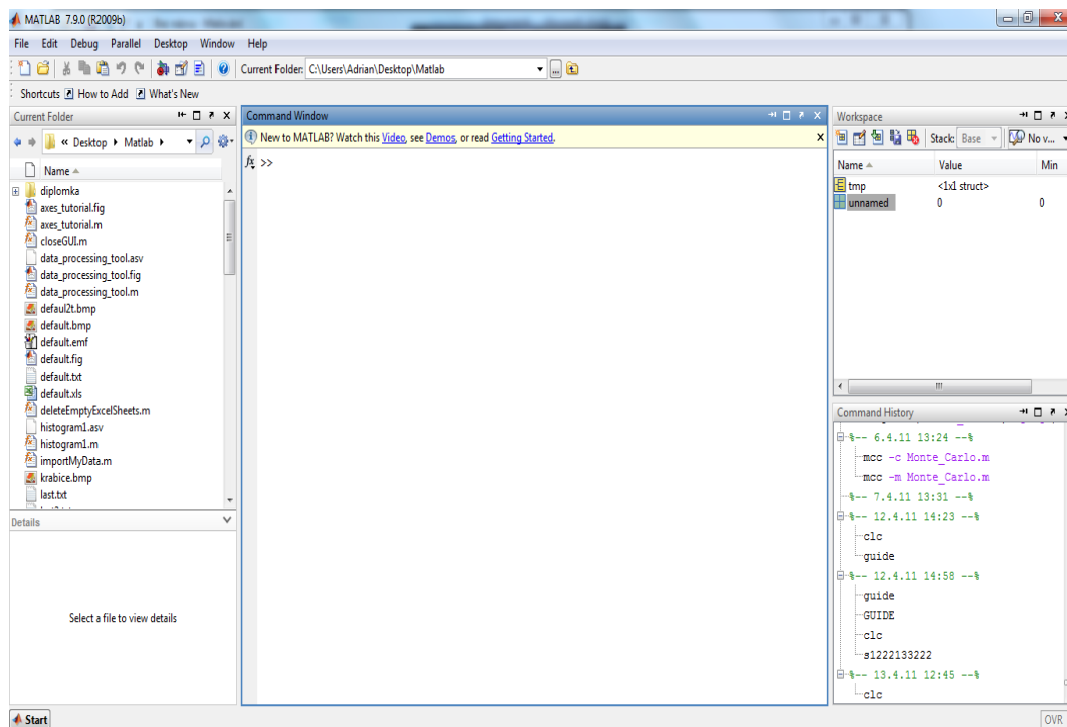 MATLAB 7.9.0 (R2009b)
File Edit Debug Parallel Desktop Window Help
Current Folder: C:\Users\Adrian\Desktop\Matlab
Shortcuts How to Add What's New
Current Folder
« Desktop Matlab
Name
diplomka
axes_tutorial.fig
axes_tutorial.m
closeGUI.m
data_processing_tool.asv
data_processing_tool.fig
data_processing_tool.m
defaul2t.bmp
default.bmp
default.emf
default.fig
default.txt
default.xls
deleteEmptyExcelSheets.m
histogram1.asv
histogram1.m
importMyData.m
krabice.bmp
last.txt
Details
Select a file to view details
Start
Command Window
New to MATLAB? Watch this Video, see Demos, or read Getting Started.
fx >>
Workspace
Stack: Base No v...
Name Value Min
tmp <1x1 struct>
unnamed 0 0
Command History
%-- 6.4.11 13:24 --%
mcc -c Monte_Carlo.m
mcc -m Monte_Carlo.m
%-- 7.4.11 13:31 --%
%-- 12.4.11 14:23 --%
clc
guide
%-- 12.4.11 14:58 --%
guide
GUIDE
clc
s1222133222
%-- 13.4.11 12:45 --%
clc
OVR